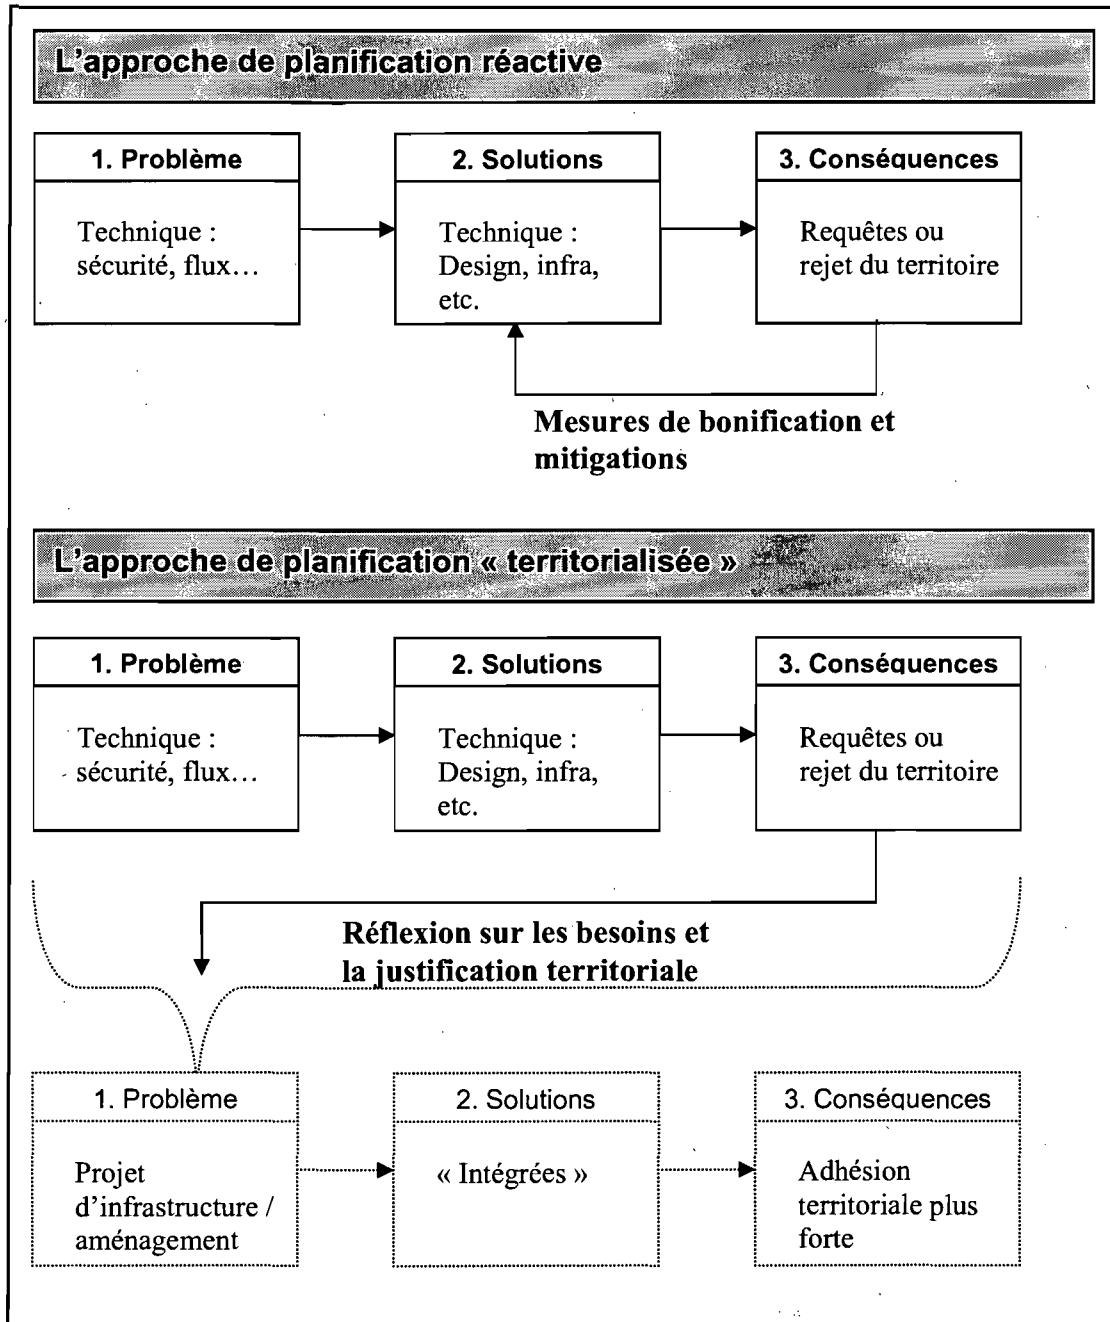 L'approche de planification réactive
1. Problème
Technique :
sécurité, flux…
2. Solutions
Technique :
Design, infra,
etc.
3. Conséquences
Requêtes ou
rejet du territoire
Mesures de bonification et
mitigations
L'approche de planification « territorialisée »
1. Problème
Technique :
sécurité, flux…
2. Solutions
Technique :
Design, infra,
etc.
3. Conséquences
Requêtes ou
rejet du territoire
Réflexion sur les besoins et
la justification territoriale
1. Problème
Projet
d'infrastructure /
aménagement
2. Solutions
« Intégrées »
3. Conséquences
Adhésion
territoriale plus
forte